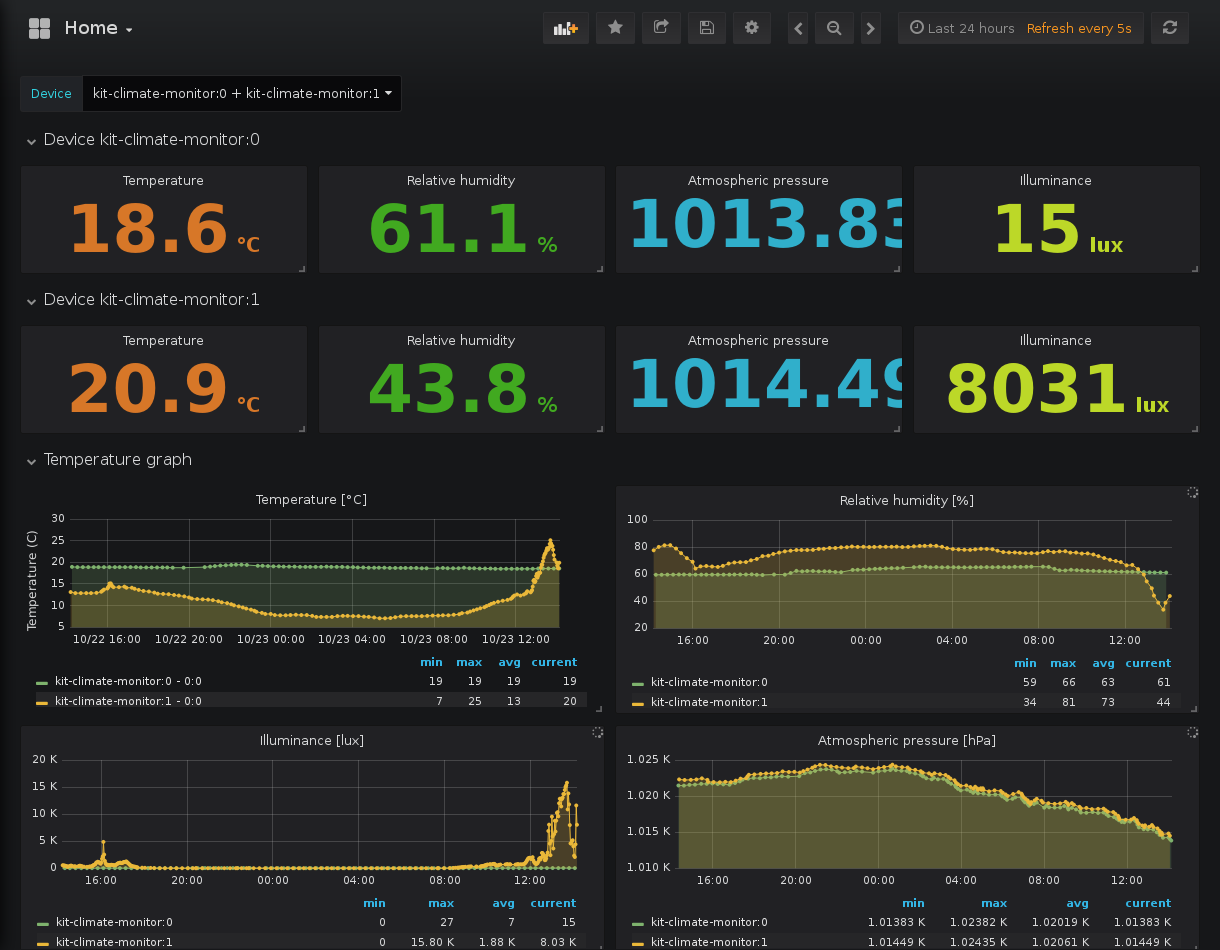 Home
Last 24 hours Refresh every 5s
Device kit-climate-monitor:0 + kit-climate-monitor:1
Device kit-climate-monitor:0
Temperature Relative humidity Atmospheric pressure Illuminance
18.6 °C 61.1 % 1013.83 15 lux
Device kit-climate-monitor:1
Temperature Relative humidity Atmospheric pressure Illuminance
20.9 °C 43.8 % 1014.49 8031 lux
Temperature graph
Temperature [°C]
Temperature (C)
30
25
20
15
10
5
10/22 16:00 10/22 20:00 10/23 00:00 10/23 04:00 10/23 08:00 10/23 12:00
min max avg current
kit-climate-monitor:0 - 0:0 19 19 19 19
kit-climate-monitor:1 - 0:0 7 25 13 20
Relative humidity [%]
100
80
60
40
20
16:00 20:00 00:00 04:00 08:00 12:00
min max avg current
kit-climate-monitor:0 59 66 63 61
kit-climate-monitor:1 34 81 73 44
Illuminance [lux]
20 K
15 K
10 K
5 K
0
16:00 20:00 00:00 04:00 08:00 12:00
min max avg current
kit-climate-monitor:0 0 27 7 15
kit-climate-monitor:1 0 15.80 K 1.88 K 8.03 K
Atmospheric pressure [hPa]
1.025 K
1.020 K
1.015 K
1.010 K
16:00 20:00 00:00 04:00 08:00 12:00
min max avg current
kit-climate-monitor:0 1.01383 K 1.02382 K 1.02019 K 1.01383 K
kit-climate-monitor:1 1.01449 K 1.02435 K 1.02061 K 1.01449 K